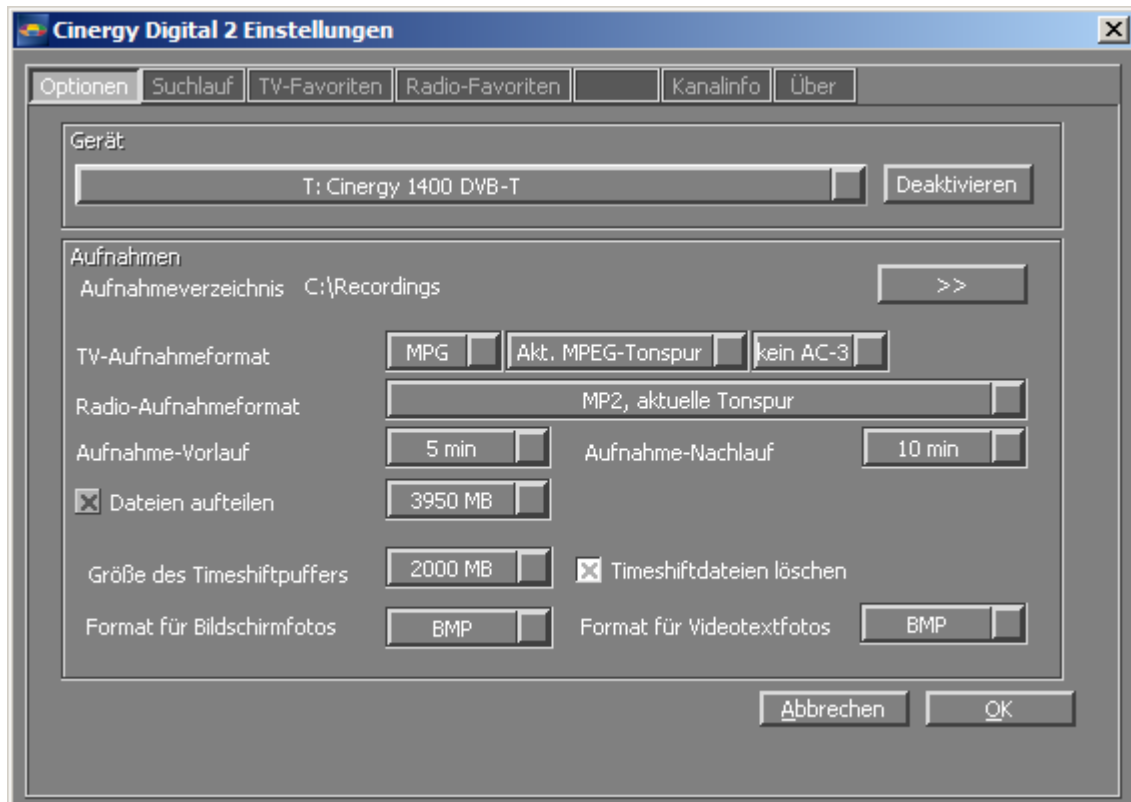 Cinergy Digital 2 Einstellungen
Optionen Suchlauf TV-Favoriten Radio-Favoriten Kanalinfo Über
Gerät
T: Cinergy 1400 DVB-T Deaktivieren
Aufnahmen
Aufnahmeverzeichnis C:\Recordings >>
TV-Aufnahmeformat MPG Akt. MPEG-Tonspur kein AC-3
Radio-Aufnahmeformat MP2, aktuelle Tonspur
Aufnahme-Vorlauf 5 min Aufnahme-Nachlauf 10 min
Dateien aufteilen 3950 MB
Größe des Timeshiftpuffers 2000 MB Timeshiftdateien löschen
Format für Bildschirmfotos BMP Format für Videotextfotos BMP
Abbrechen OK